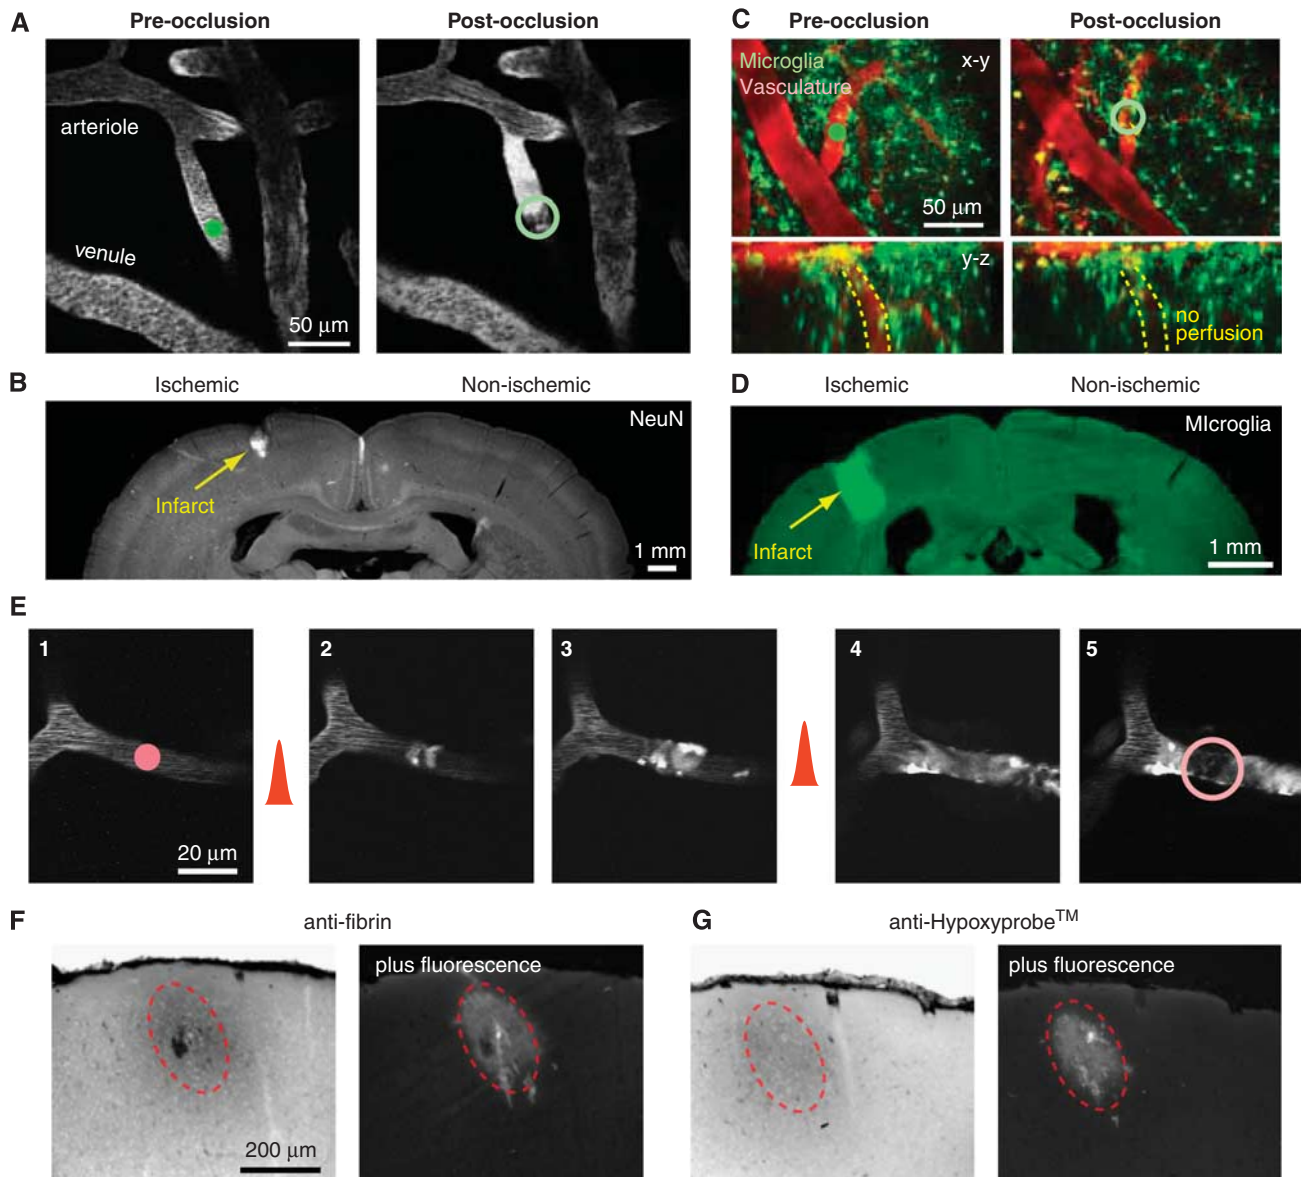 A
Pre-occlusion
Post-occlusion
arteriole
venule
50 μm
B
Ischemic
Non-ischemic
NeuN
Infarct
1 mm
C
Pre-occlusion
Post-occlusion
Microglia
Vasculature
x-y
50 μm
y-z
no
perfusion
D
Ischemic
Non-ischemic
MIcroglia
Infarct
1 mm
E
1
2
3
4
5
20 μm
F
anti-fibrin
plus fluorescence
200 μm
G
anti-Hypoxyprobe™
plus fluorescence